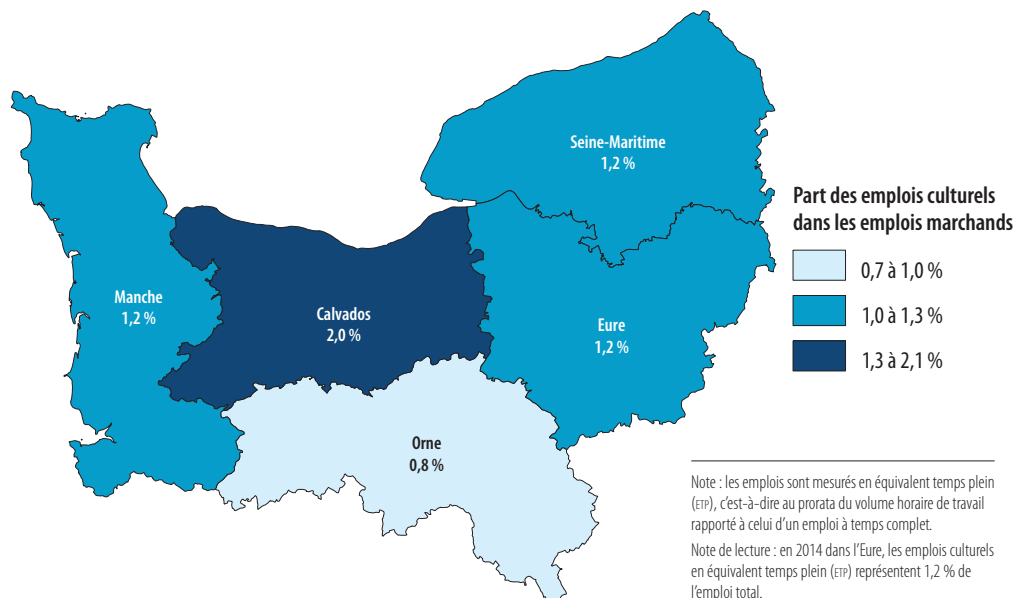 Seine-Maritime
1,2 %
Part des emplois culturels
dans les emplois marchands
0,7 à 1,0 %
1,0 à 1,3 %
1,3 à 2,1 %
Manche
1,2 %
Calvados
2,0 %
Eure
1,2 %
Orne
0,8 %
Note : les emplois sont mesurés en équivalent temps plein
(ETP), c’est-à-dire au prorata du volume horaire de travail
rapporté à celui d’un emploi à temps complet.
Note de lecture : en 2014 dans l’Eure, les emplois culturels
en équivalent temps plein (ETP) représentent 1,2 % de
l’emploi total.